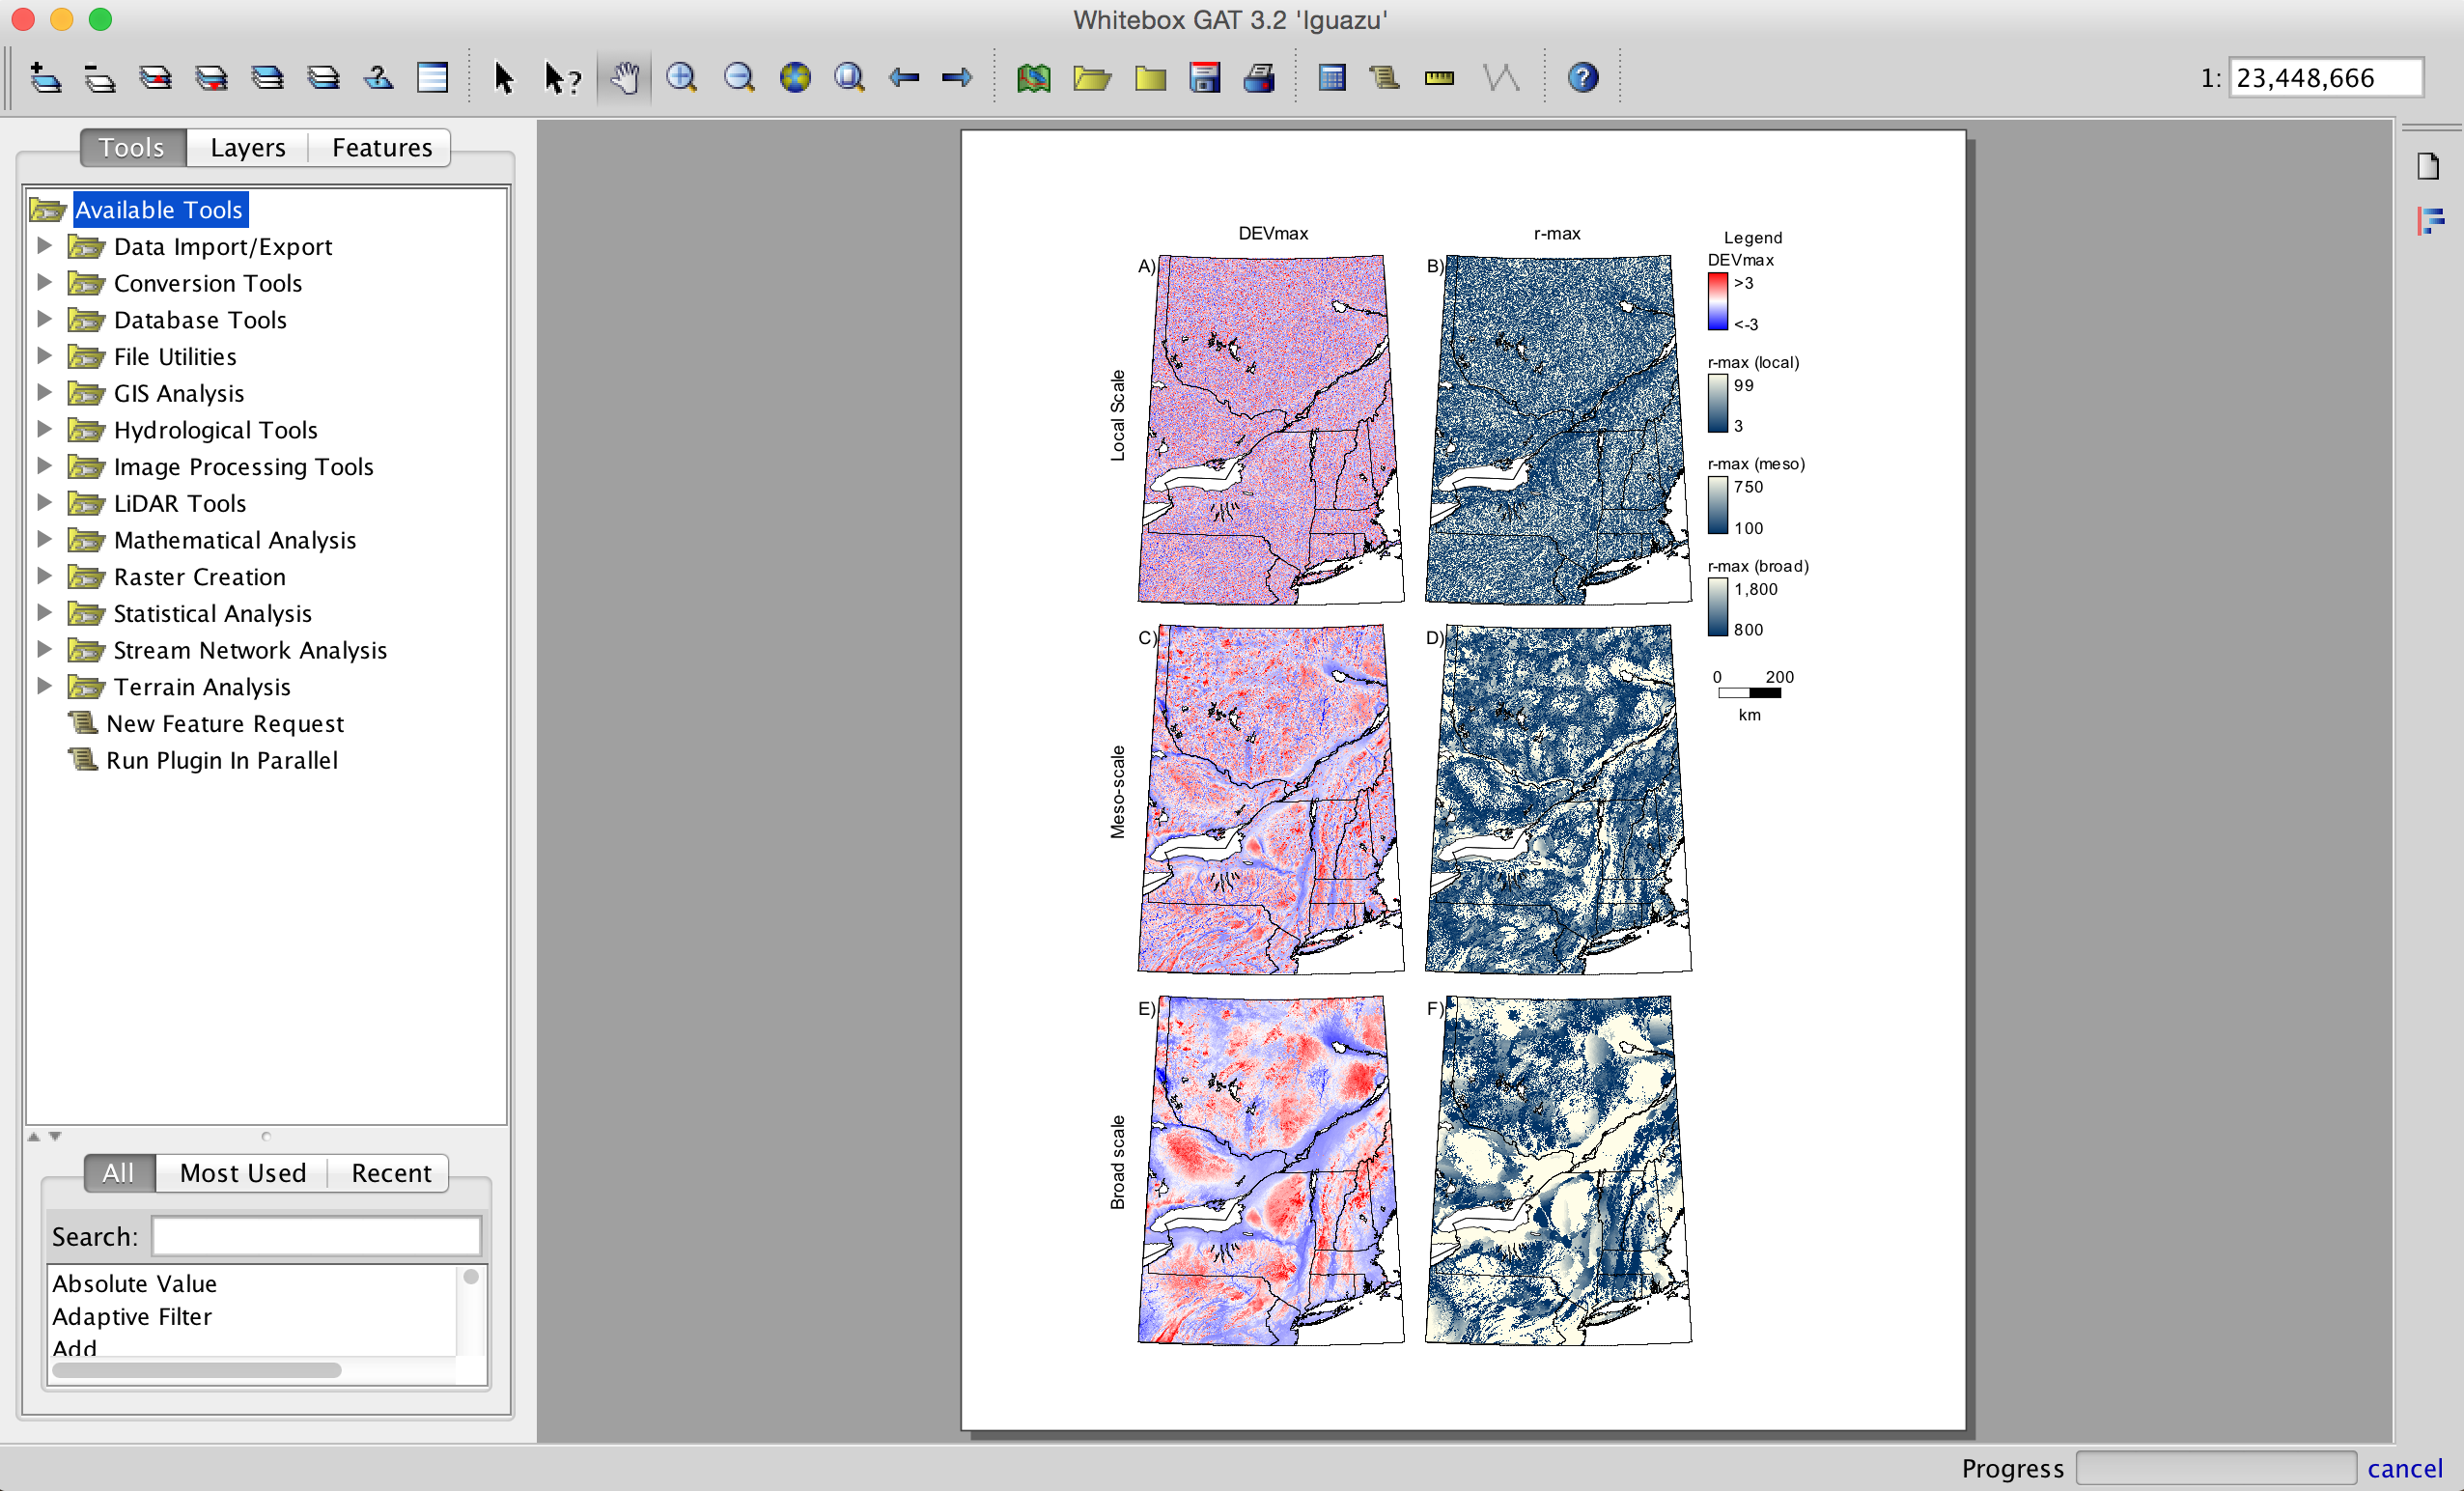 Whitebox GAT 3.2 'Iguazu'
1: 23,448,666
Tools Layers Features
Available Tools
Data Import/Export
Conversion Tools
Database Tools
File Utilities
GIS Analysis
Hydrological Tools
Image Processing Tools
LiDAR Tools
Mathematical Analysis
Raster Creation
Statistical Analysis
Stream Network Analysis
Terrain Analysis
New Feature Request
Run Plugin In Parallel
All Most Used Recent
Search:
Absolute Value
Adaptive Filter
Add
DEVmax r-max
Local Scale
A) B)
Meso-scale
C) D)
Broad scale
E) F)
Legend
DEVmax
>3
<-3
r-max (local)
99
3
r-max (meso)
750
100
r-max (broad)
1,800
800
0 200
km
Progress cancel